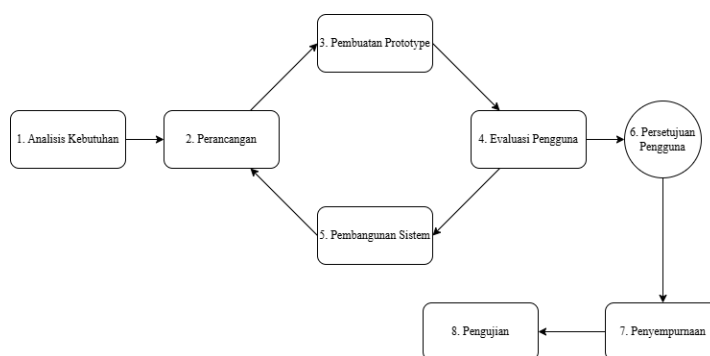 1. Analisis Kebutuhan
2. Perancangan
3. Pembuatan Prototype
4. Evaluasi Pengguna
5. Pembangunan Sistem
6. Persetujuan
Pengguna
7. Penyempurnaan
8. Pengujian